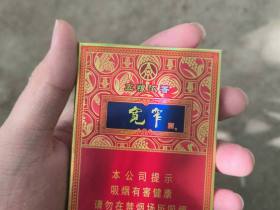 五粮浓香
宽窄
本公司提示
吸烟有害健康
请勿在禁烟场所吸烟